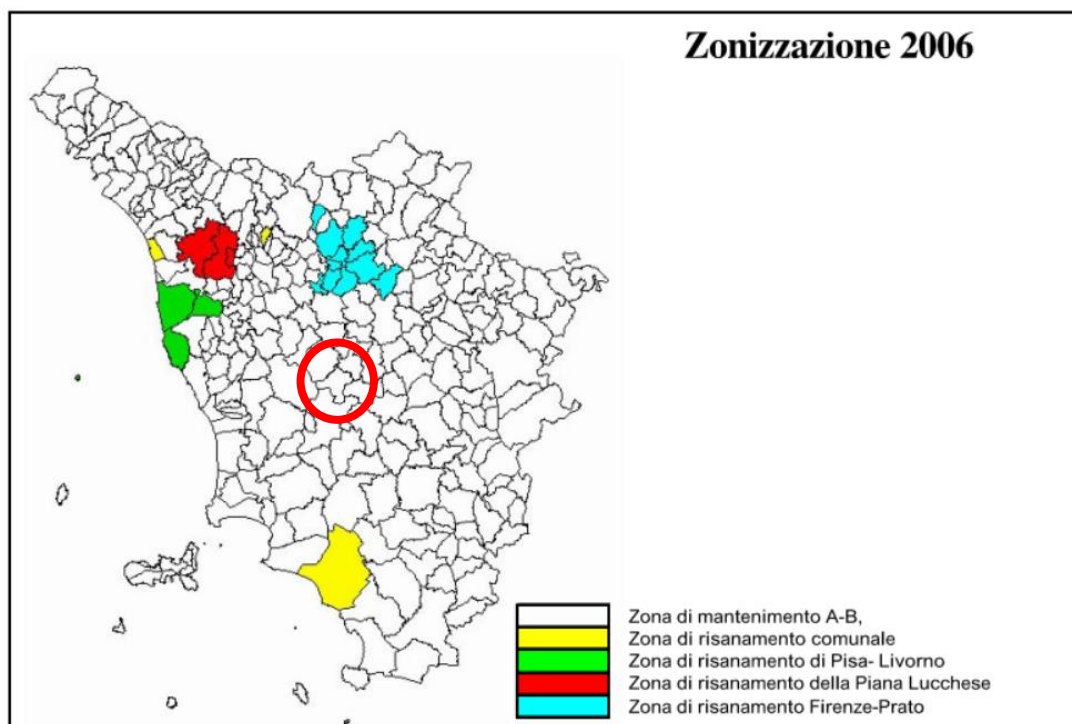 Zonizzazione 2006
Zona di mantenimento A-B,
Zona di risanamento comunale
Zona di risanamento di Pisa- Livorno
Zona di risanamento della Piana Lucchese
Zona di risanamento Firenze-Prato